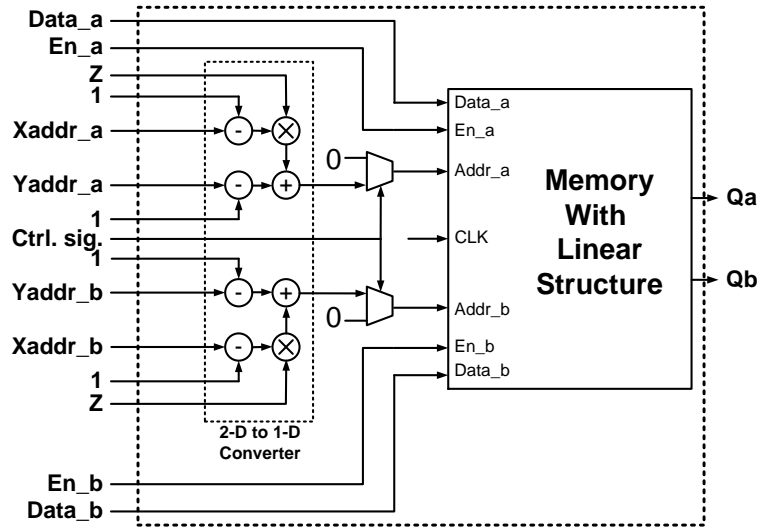 Data_a
En_a
Z
1
Xaddr_a
Yaddr_a
1
Ctrl. sig.
1
Yaddr_b
Xaddr_b
1
Z
En_b
Data_b
-
×
-
+
-
+
-
×
2-D to 1-D
Converter
0
0
Data_a
En_a
Addr_a
CLK
Addr_b
En_b
Data_b
Memory
With
Linear
Structure
Qa
Qb